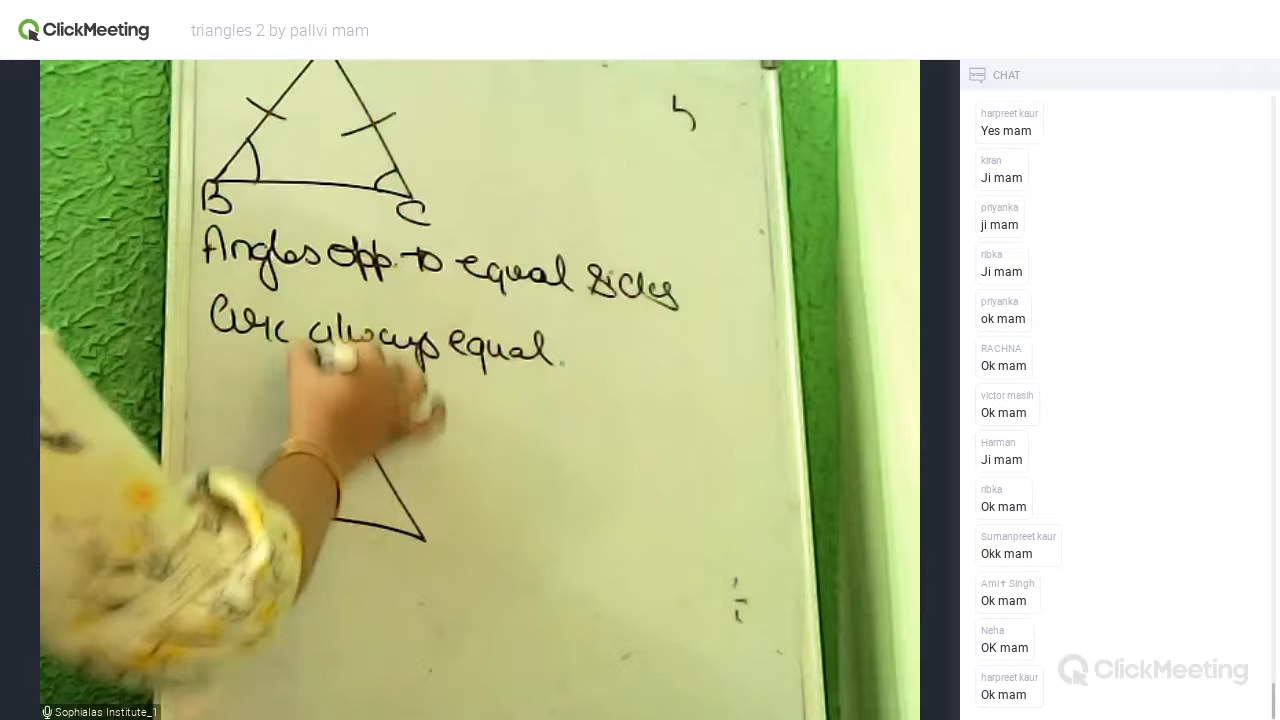 ClickMeeting
triangles 2 by pallvi mam
CHAT
B
C
Angles opp. to equal sides
are always equal.
harpreet kaur
Yes mam
kiran
Ji mam
priyanka
ji mam
ribka
Ji mam
priyanka
ok mam
RACHNA
Ok mam
victor masih
Ok mam
Harman
Ji mam
ribka
Ok mam
Sumanpreet kaur
Okk mam
Ami✝ Singh
Ok mam
Neha
OK mam
harpreet kaur
Ok mam
ClickMeeting
Sophialas Institute_1